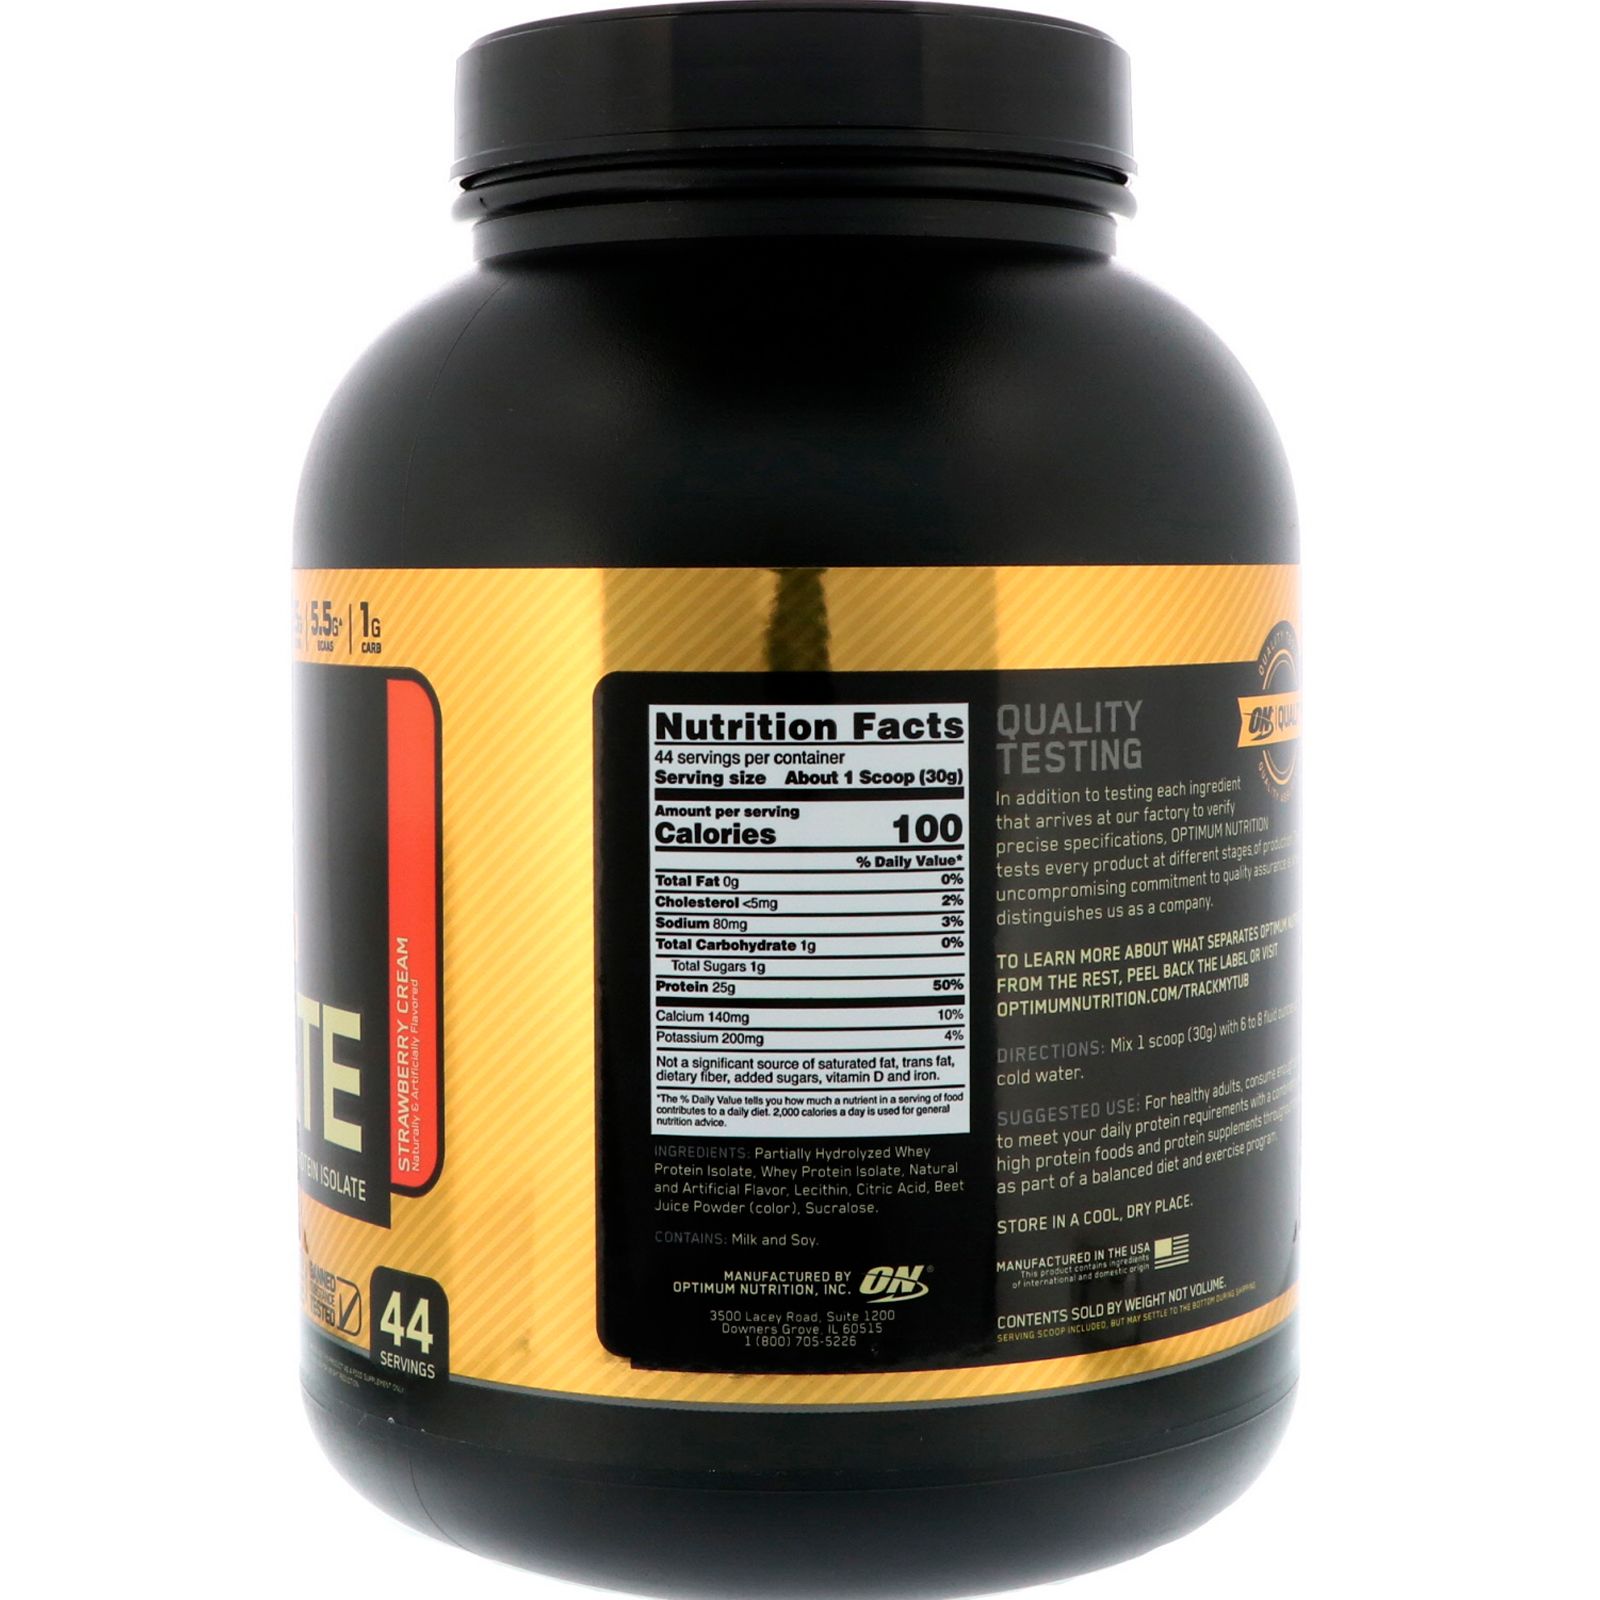 5.5G
BCAAS
1G
CARB
TE
OTEIN ISOLATE
STRAWBERRY CREAM
Naturally & Artificially Flavored
BANNED
SUBSTANCE
TESTED
44
SERVINGS
Nutrition Facts
44 servings per container
Serving size About 1 Scoop (30g)
Amount per serving
Calories 100
% Daily Value*
Total Fat 0g 0%
Cholesterol <5mg 2%
Sodium 80mg 3%
Total Carbohydrate 1g 0%
Total Sugars 1g
Protein 25g 50%
Calcium 140mg 10%
Potassium 200mg 4%
Not a significant source of saturated fat, trans fat,
dietary fiber, added sugars, vitamin D and iron.
*The % Daily Value tells you how much a nutrient in a serving of food
contributes to a daily diet. 2,000 calories a day is used for general
nutrition advice.
INGREDIENTS: Partially Hydrolyzed Whey
Protein Isolate, Whey Protein Isolate, Natural
and Artificial Flavor, Lecithin, Citric Acid, Beet
Juice Powder (color), Sucralose.
CONTAINS: Milk and Soy.
MANUFACTURED BY
OPTIMUM NUTRITION, INC.
ON®
3500 Lacey Road, Suite 1200
Downers Grove, IL 60515
1 (800) 705-5226
QUALITY
TESTING
ON
In addition to testing each ingredient
that arrives at our factory to verify
precise specifications, OPTIMUM NUTRITION
tests every product at different stages of
uncompromising commitment to quality assurance
distinguishes us as a company.
TO LEARN MORE ABOUT WHAT SEPARATES OPTIMUM
FROM THE REST, PEEL BACK THE LABEL OR VISIT
OPTIMUMNUTRITION.COM/TRACKMYTUB
DIRECTIONS: Mix 1 scoop (30g) with 6 to 8 fluid
cold water.
SUGGESTED USE: For healthy adults, consume
to meet your daily protein requirements with a
high protein foods and protein supplements
as part of a balanced diet and exercise program.
STORE IN A COOL, DRY PLACE.
MANUFACTURED IN THE USA
This product contains ingredients
of international and domestic origin
CONTENTS SOLD BY WEIGHT NOT VOLUME.
SERVING SCOOP INCLUDED, BUT MAY SETTLE TO THE BOTTOM DURING SHIPPING.